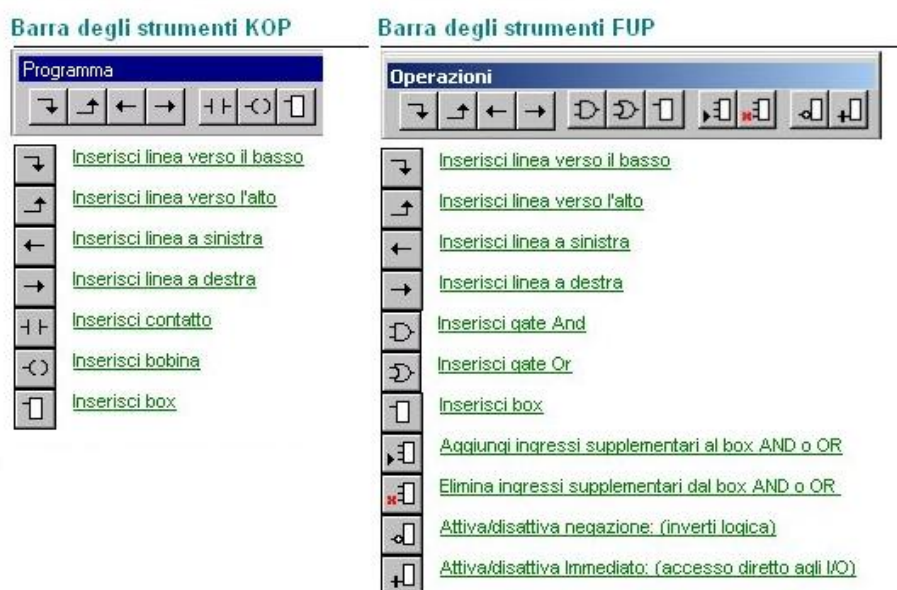 Barra degli strumenti KOP
Programma
Inserisci linea verso il basso
Inserisci linea verso l'alto
Inserisci linea a sinistra
Inserisci linea a destra
Inserisci contatto
Inserisci bobina
Inserisci box
Barra degli strumenti FUP
Operazioni
Inserisci linea verso il basso
Inserisci linea verso l'alto
Inserisci linea a sinistra
Inserisci linea a destra
Inserisci gate And
Inserisci gate Or
Inserisci box
Aggiungi ingressi supplementari al box AND o OR
Elimina ingressi supplementari dal box AND o OR
Attiva/disattiva negazione: (inverti logica)
Attiva/disattiva Immediato: (accesso diretto agli I/O)